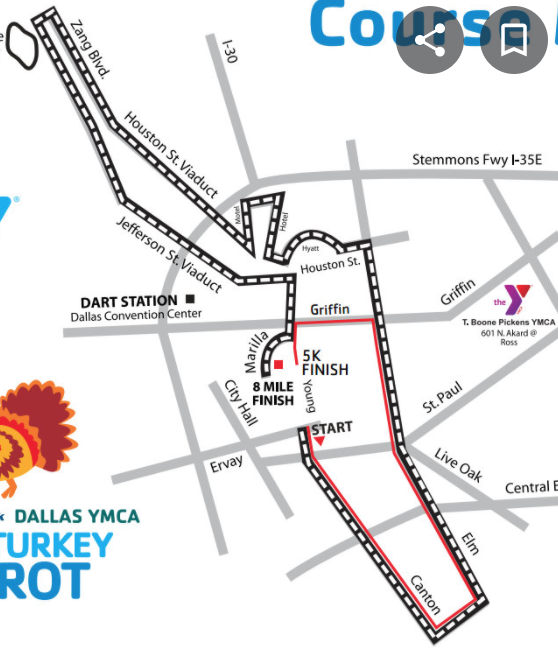 Course
Zang Blvd.
I-30
Houston St. Viaduct
Stemmons Fwy I-35E
Hotel
Hyatt
Houston St.
Jefferson St. Viaduct
DART STATION
Dallas Convention Center
Griffin
Griffin
the Y
T. Boone Pickens YMCA
601 N. Akard @
Ross
Marilla
5K
FINISH
8 MILE
FINISH
Young
City Hall
START
St. Paul
Ervay
Live Oak
Central
Elm
Canton
DALLAS YMCA
TURKEY
ROT